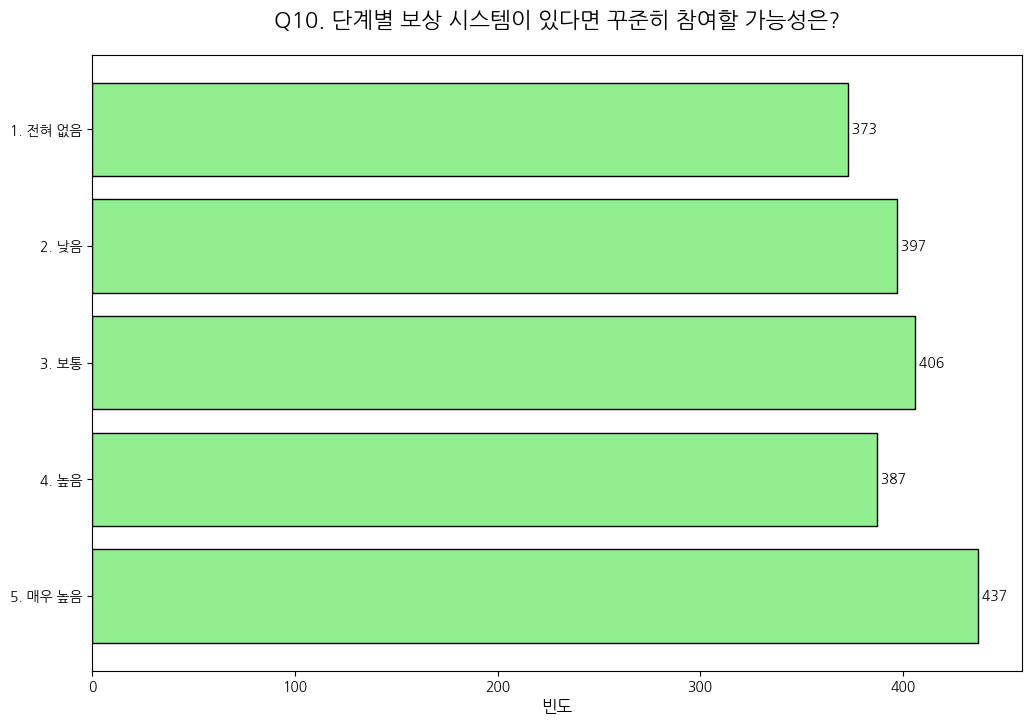 Q10. 단계별 보상 시스템이 있다면 꾸준히 참여할 가능성은?
1. 전혀 없음
373
2. 낮음
397
3. 보통
406
4. 높음
387
5. 매우 높음
437
0 100 200 300 400
빈도